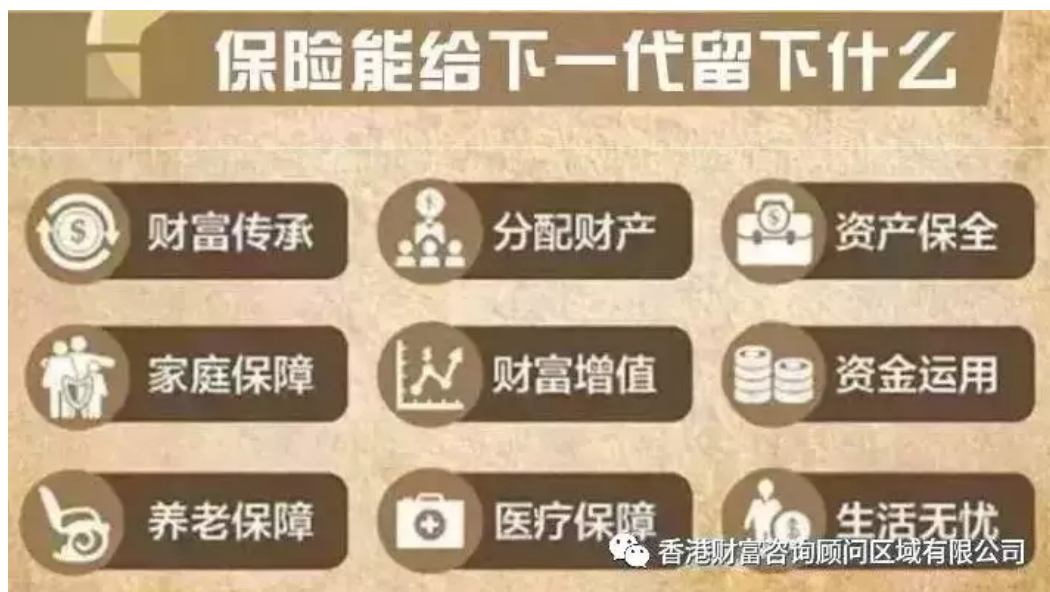 保险能给下一代留下什么
财富传承
分配财产
资产保全
家庭保障
财富增值
资金运用
养老保障
医疗保障
生活无忧
香港财富咨询顾问区域有限公司